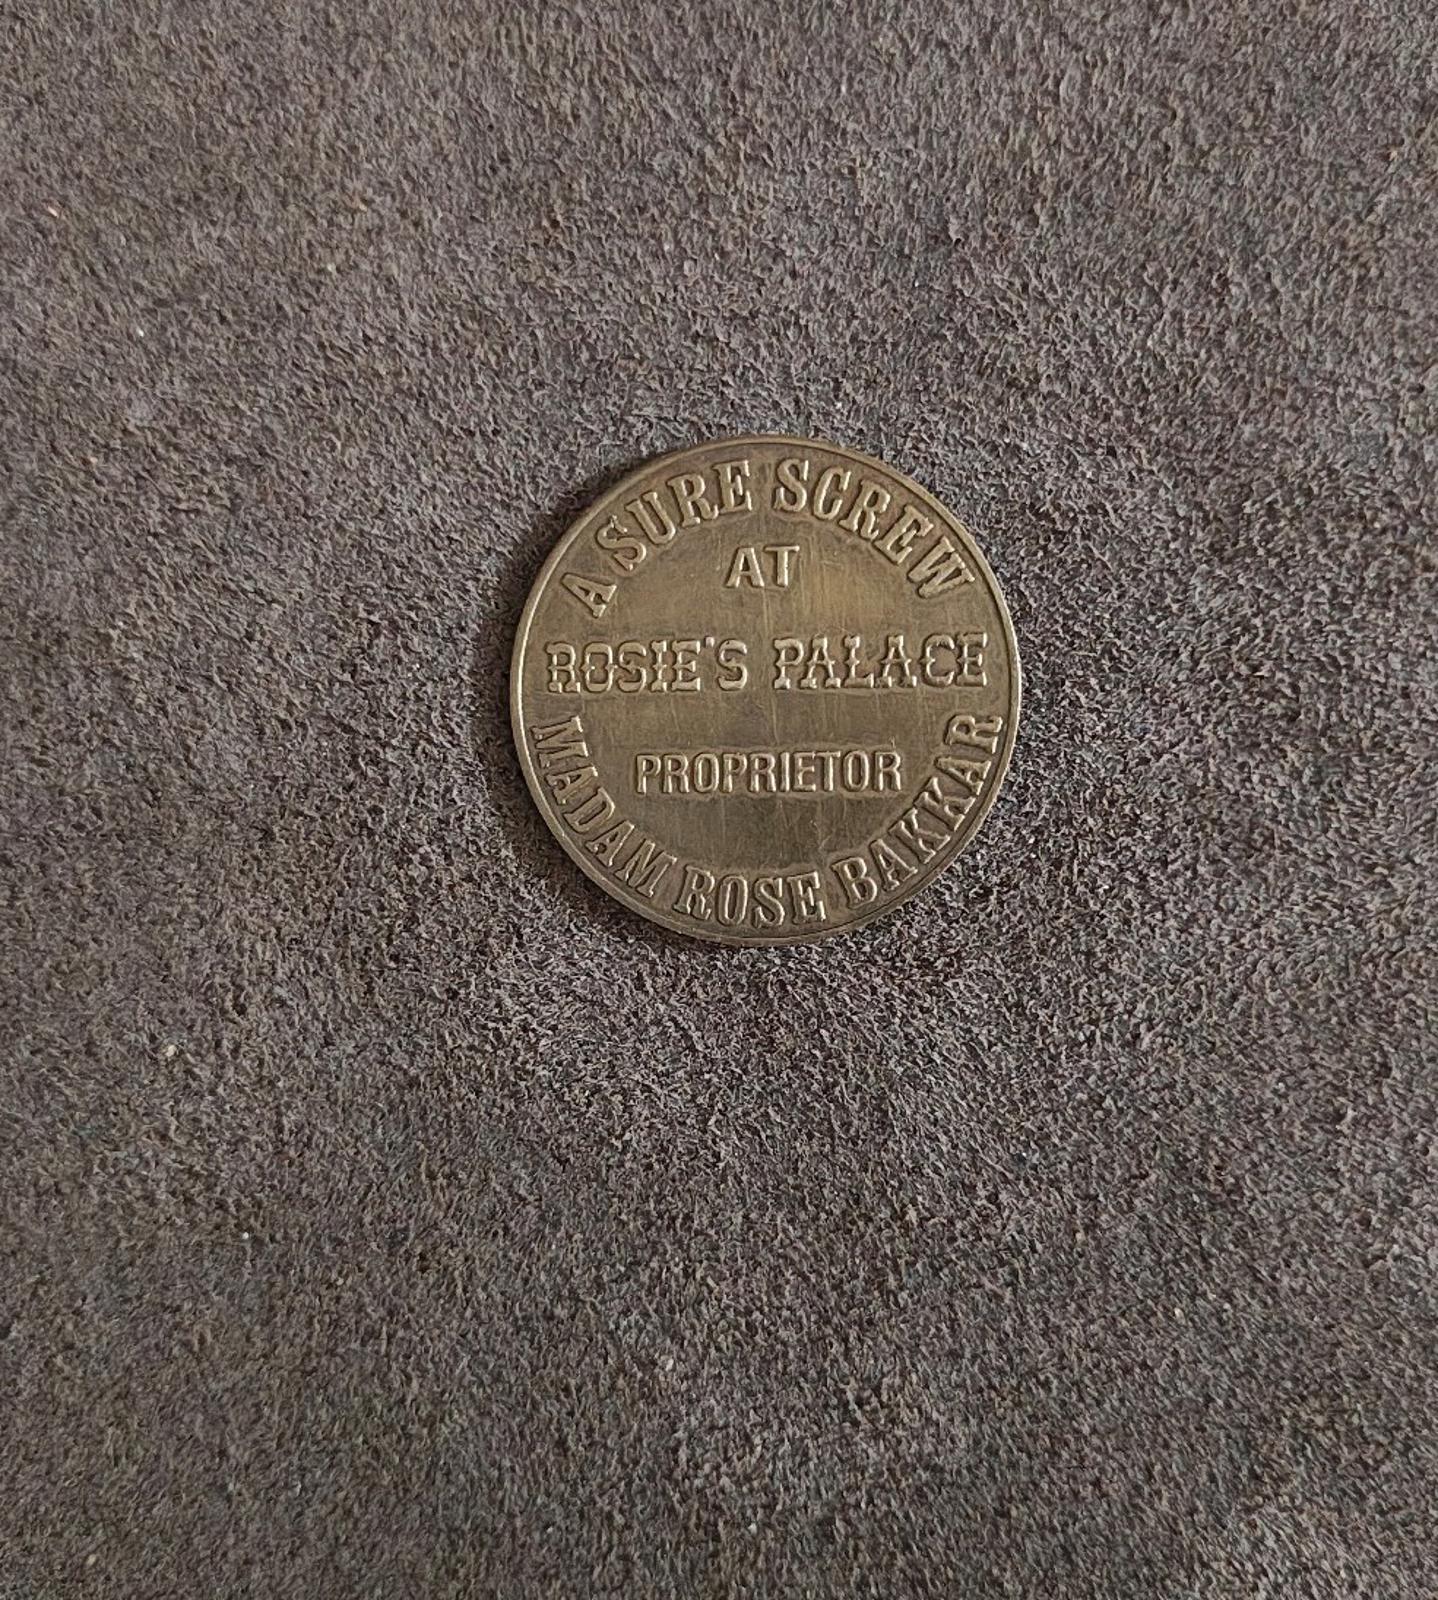 A SURE SCREW
AT
ROSIE'S PALACE
PROPRIETOR
MADAM ROSE BAKKAR